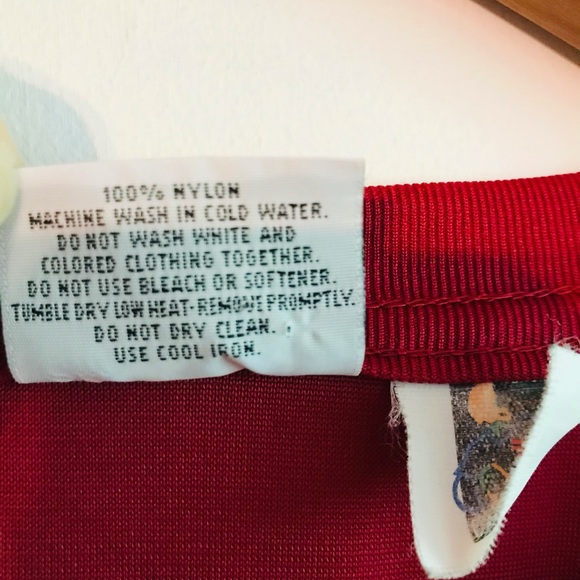 100% NYLON
MACHINE WASH IN COLD WATER.
DO NOT WASH WHITE AND
COLORED CLOTHING TOGETHER.
DO NOT USE BLEACH OR SOFTENER.
TUMBLE DRY LOW HEAT-REMOVE PROMPTLY.
DO NOT DRY CLEAN.
USE COOL IRON.